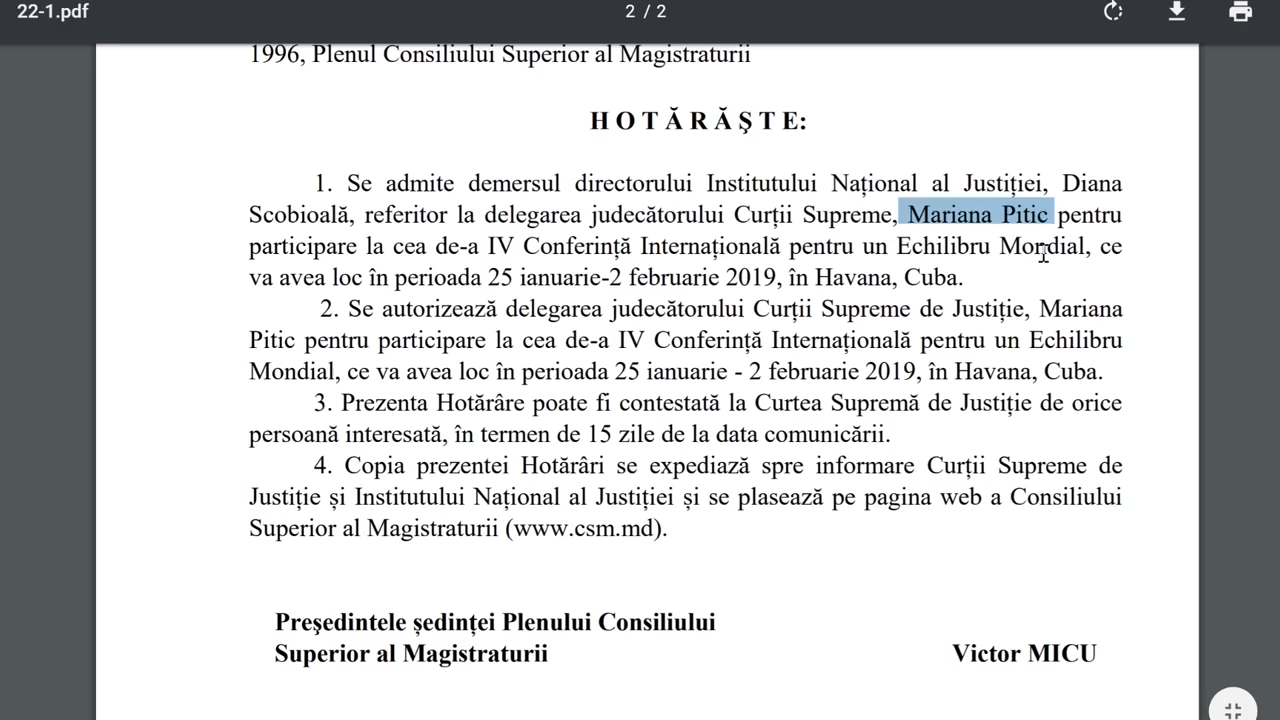 22-1.pdf
2 / 2
1996, Plenul Consiliului Superior al Magistraturii
H O T Ă R Ă Ş T E:
1. Se admite demersul directorului Institutului Național al Justiției, Diana
Scobioală, referitor la delegarea judecătorului Curții Supreme, Mariana Pitic pentru
participare la cea de-a IV Conferință Internațională pentru un Echilibru Mondial, ce
va avea loc în perioada 25 ianuarie-2 februarie 2019, în Havana, Cuba.
2. Se autorizează delegarea judecătorului Curții Supreme de Justiție, Mariana
Pitic pentru participare la cea de-a IV Conferință Internațională pentru un Echilibru
Mondial, ce va avea loc în perioada 25 ianuarie - 2 februarie 2019, în Havana, Cuba.
3. Prezenta Hotărâre poate fi contestată la Curtea Supremă de Justiție de orice
persoană interesată, în termen de 15 zile de la data comunicării.
4. Copia prezentei Hotărâri se expediază spre informare Curții Supreme de
Justiție și Institutului Național al Justiției și se plasează pe pagina web a Consiliului
Superior al Magistraturii (www.csm.md).
Preşedintele ședinței Plenului Consiliului
Superior al Magistraturii Victor MICU